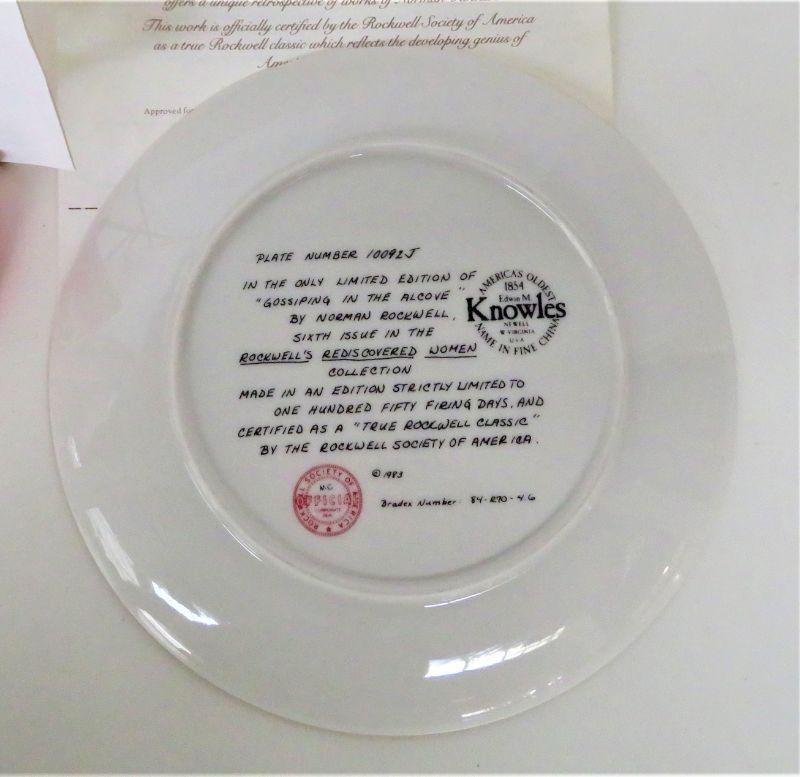 offers a unique retrospective of works of Norman
This work is officially certified by the Rockwell Society of America
as a true Rockwell classic which reflects the developing genius of
Approved for
PLATE NUMBER 10092J
IN THE ONLY LIMITED EDITION OF
"GOSSIPING IN THE ALCOVE"
BY NORMAN ROCKWELL,
SIXTH ISSUE IN THE
ROCKWELL'S REDISCOVERED WOMEN
COLLECTION
MADE IN AN EDITION STRICTLY LIMITED TO
ONE HUNDRED FIFTY FIRING DAYS, AND
CERTIFIED AS A "TRUE ROCKWELL CLASSIC"
BY THE ROCKWELL SOCIETY OF AMERICA.
© 1983
Bradex Number: 84-R70-4.6
AMERICA'S OLDEST
1854
Edwin M.
Knowles
NEWELL
W. VIRGINIA
U.S.A.
NAME IN FINE CHINA
ROCKWELL SOCIETY OF AMERICA
OFFICIAL